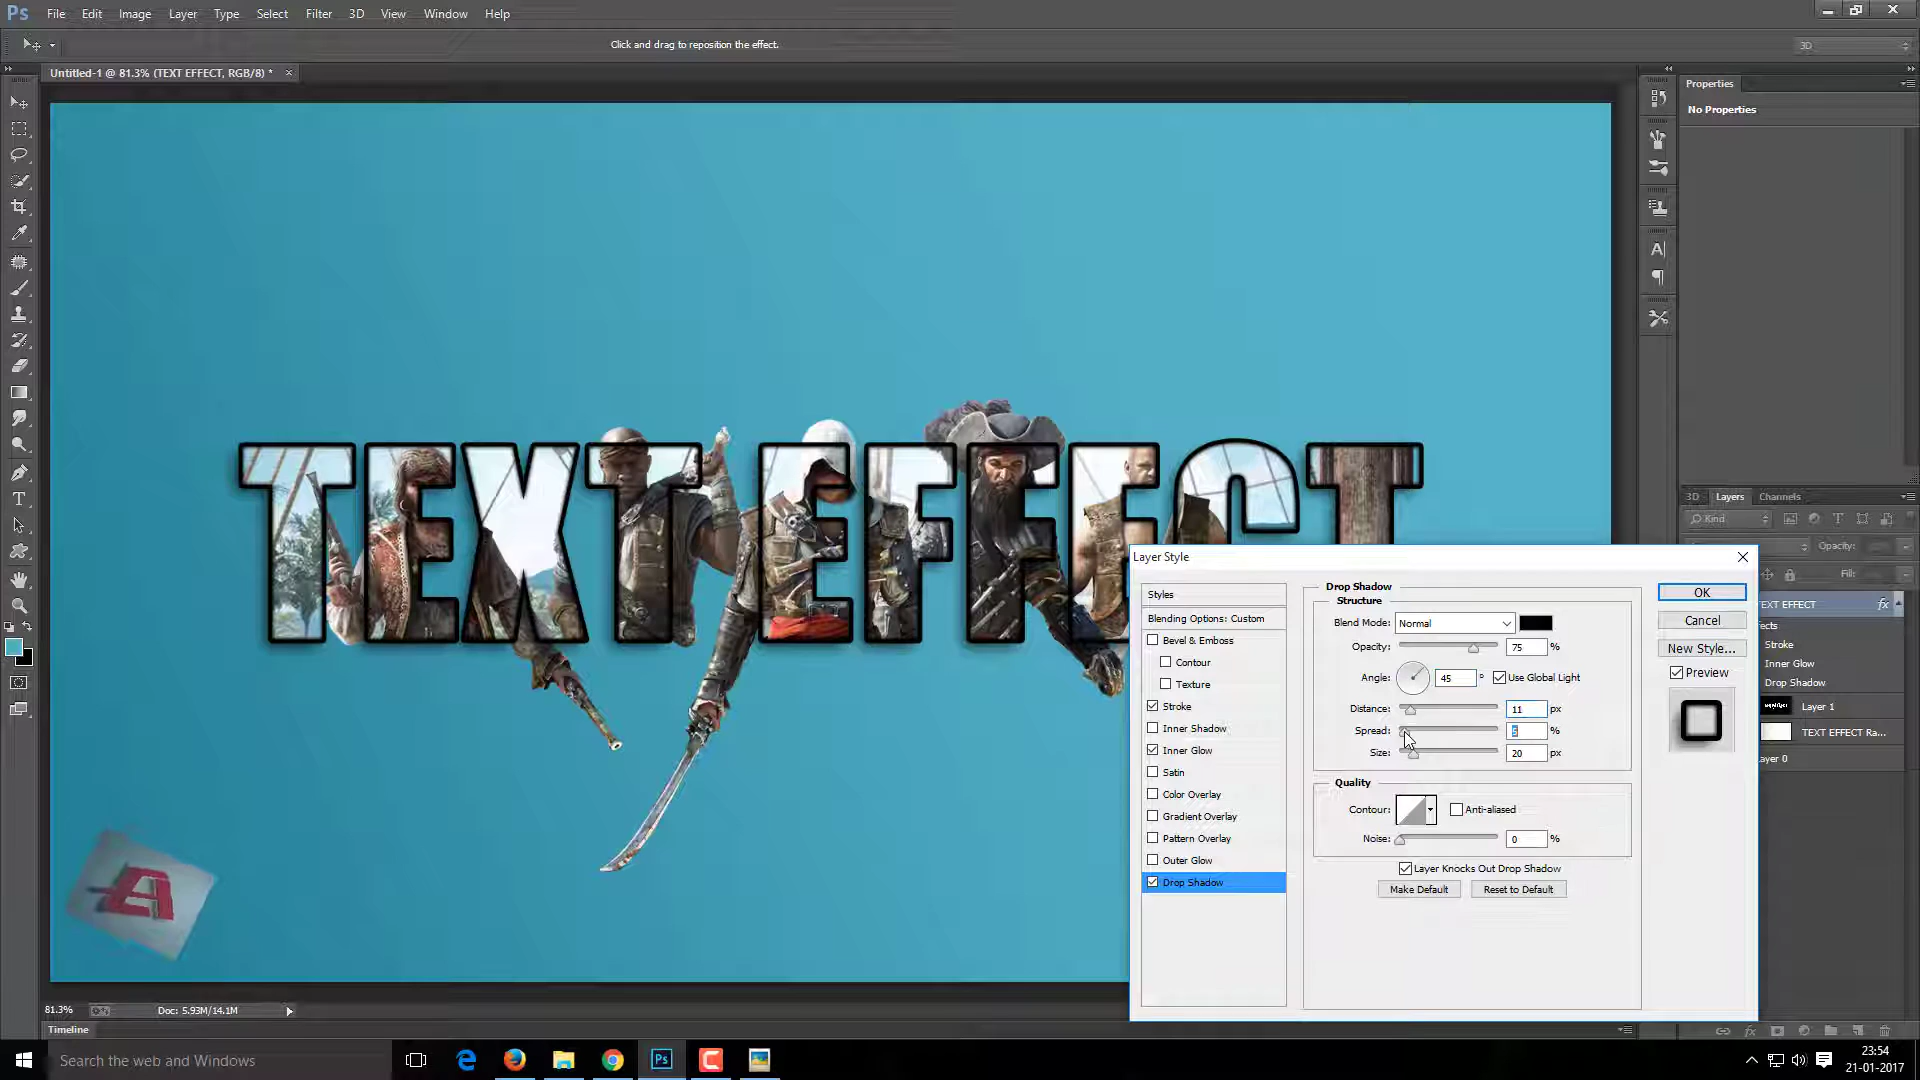 Ps File Edit Image Layer Type Select Filter 3D View Window Help
Click and drag to reposition the effect.
3D
Untitled-1 @ 81.3% (TEXT EFFECT, RGB/8) * ×
Properties
No Properties
TEXT EFFECT
3D Layers Channels
Kind
Opacity:
Fill:
EXT EFFECT fx
ects
Stroke
Inner Glow
Drop Shadow
Layer 1
TEXT EFFECT Ra...
ayer 0
Layer Style
Styles
Blending Options: Custom
Bevel & Emboss
Contour
Texture
Stroke
Inner Shadow
Inner Glow
Satin
Color Overlay
Gradient Overlay
Pattern Overlay
Outer Glow
Drop Shadow
Drop Shadow
Structure
Blend Mode: Normal
Opacity: 75 %
Angle: 45 ° Use Global Light
Distance: 11 px
Spread: 5 %
Size: 20 px
Quality
Contour: Anti-aliased
Noise: 0 %
Layer Knocks Out Drop Shadow
Make Default Reset to Default
OK
Cancel
New Style...
Preview
81.3% Doc: 5.93M/14.1M
Timeline
Search the web and Windows
Ps
23:54
21-01-2017